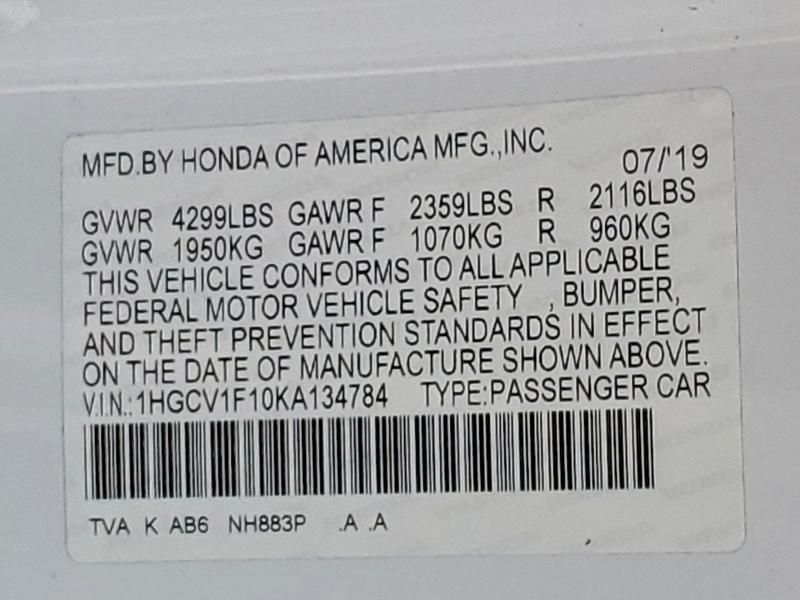 MFD.BY HONDA OF AMERICA MFG.,INC. 07/'19
GVWR 4299LBS GAWR F 2359LBS R 2116LBS
GVWR 1950KG GAWR F 1070KG R 960KG
THIS VEHICLE CONFORMS TO ALL APPLICABLE
FEDERAL MOTOR VEHICLE SAFETY , BUMPER,
AND THEFT PREVENTION STANDARDS IN EFFECT
ON THE DATE OF MANUFACTURE SHOWN ABOVE.
V.I.N.:1HGCV1F10KA134784 TYPE:PASSENGER CAR
TVA K AB6 NH883P .A .A